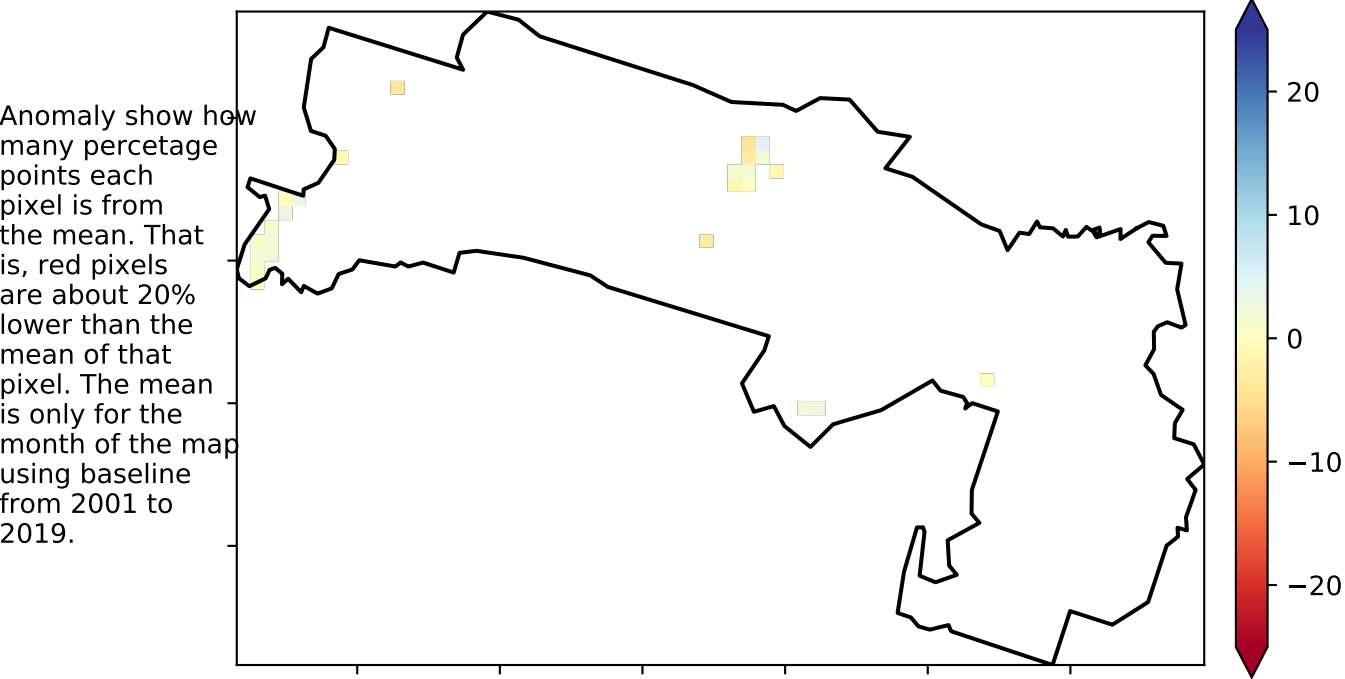 Anomaly show how
many percetage
points each
pixel is from
the mean. That
is, red pixels
are about 20%
lower than the
mean of that
pixel. The mean
is only for the
month of the map
using baseline
from 2001 to
2019.
20
10
0
−10
−20